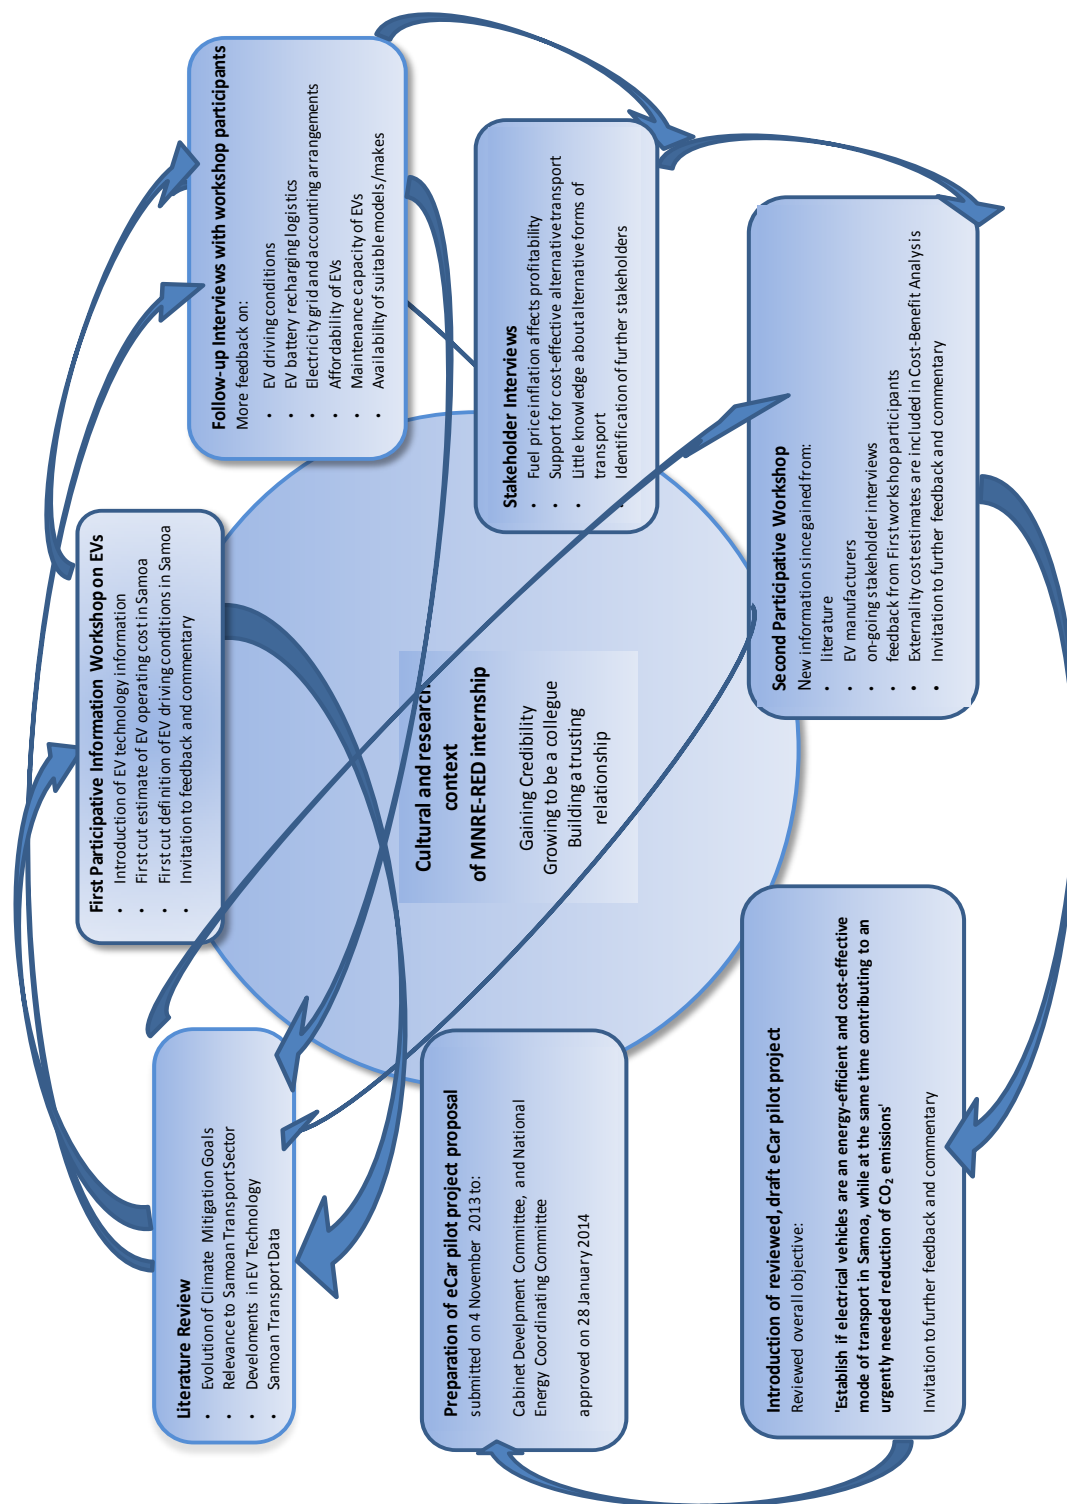 Literature Review
• Evolution of Climate Mitigation Goals
• Relevance to Samoan Transport Sector
• Develoments in EV Technology
• Samoan Transport Data
First Participative Information Workshop on EVs
• Introduction of EV technology information
• First cut estimate of EV operating cost in Samoa
• First cut definition of EV driving conditions in Samoa
• Invitation to feedback and commentary
Follow-up Interviews with workshop participants
More feedback on:
• EV driving conditions
• EV battery recharging logistics
• Electricity grid and accounting arrangements
• Affordability of EVs
• Maintenance capacity of EVs
• Availability of suitable models/makes
Stakeholder Interviews
• Fuel price inflation affects profitability
• Support for cost-effective alternative transport
• Little knowledge about alternative forms of
transport
• Identification of further stakeholders
Cultural and research
context
of MNRE-RED internship
Gaining Credibility
Growing to be a collegue
Building a trusting
relationship
Preparation of eCar pilot project proposal
submitted on 4 November 2013 to:
Cabinet Develpment Committee, and National
Energy Coordinating Committee
approved on 28 January 2014
Second Participative Workshop
New information since gained from:
• literature
• EV manufacturers
• on-going stakeholder interviews
• feedback from First workshop participants
• Externality cost estimates are included in Cost-Benefit Analysis
• Invitation to further feedback and commentary
Introduction of reviewed, draft eCar pilot project
Reviewed overall objective:
'Establish if electrical vehicles are an energy-efficient and cost-effective
mode of transport in Samoa, while at the same time contributing to an
urgently needed reduction of CO₂ emissions'
Invitation to further feedback and commentary